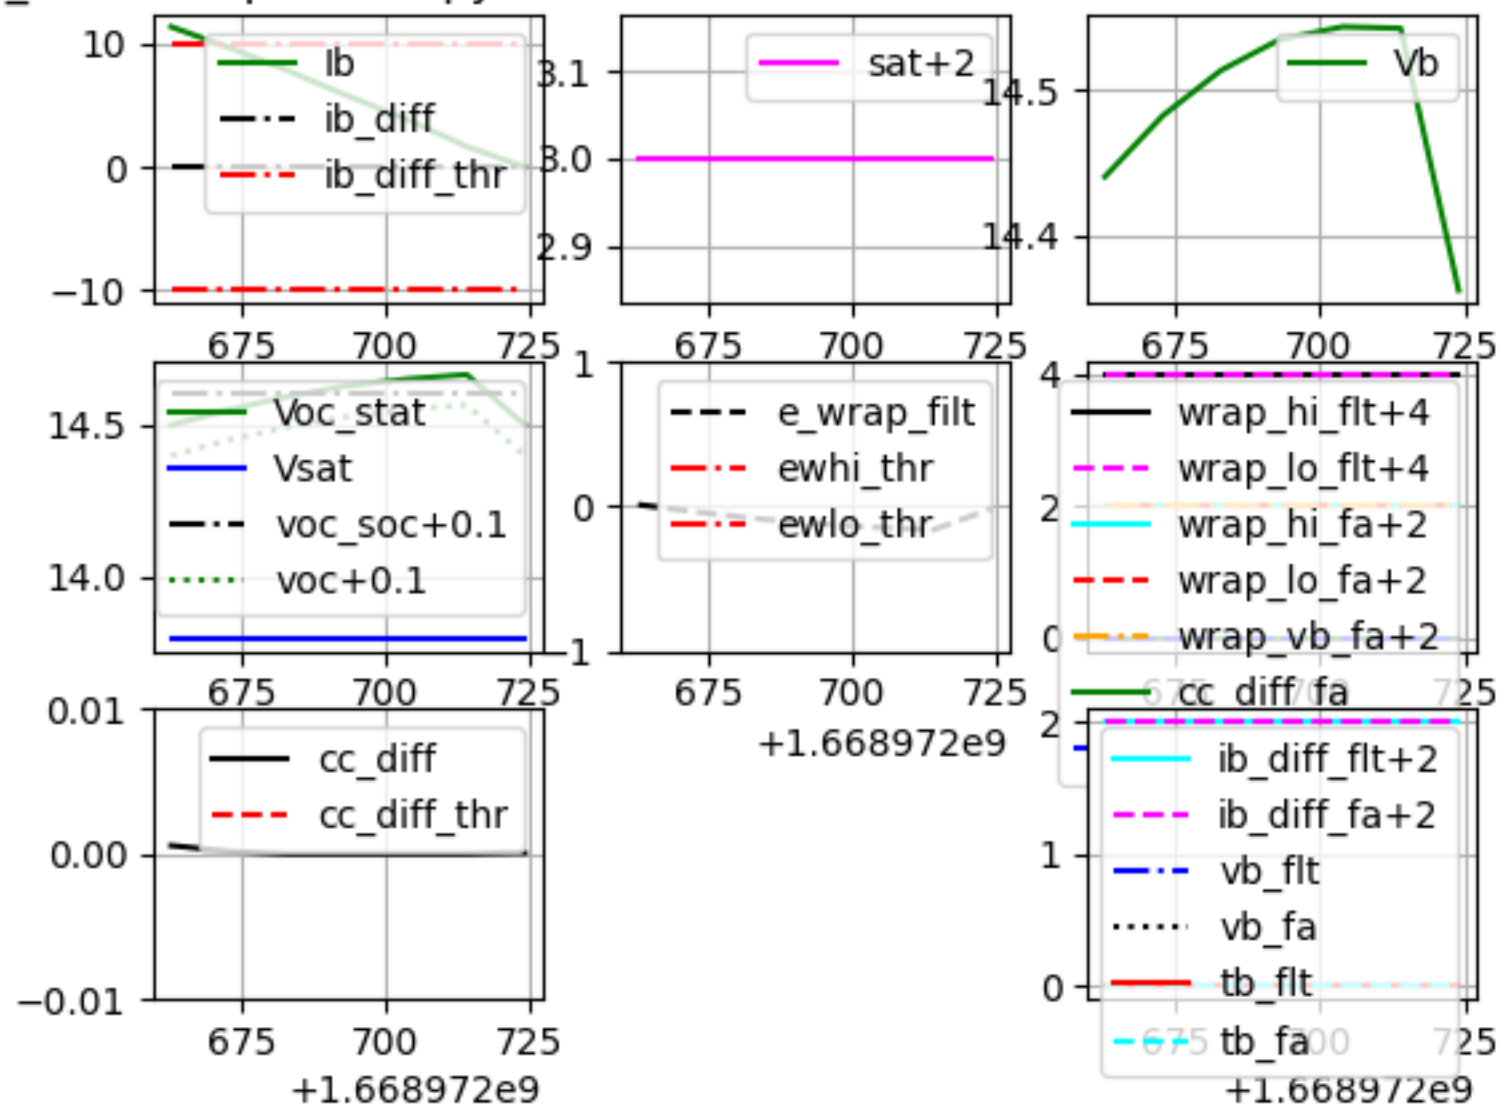 10
0
−10
Ib
ib_diff
ib_diff_thr
675 700 725
3.1
3.0
2.9
sat+2
675 700 725
14.5
14.4
Vb
675 700 725
14.5
14.0
Voc_stat
Vsat
voc_soc+0.1
voc+0.1
675 700 725
1
0
−1
e_wrap_filt
ewhi_thr
ewlo_thr
675 700 725
+1.668972e9
4
2
0
wrap_hi_flt+4
wrap_lo_flt+4
wrap_hi_fa+2
wrap_lo_fa+2
wrap_vb_fa+2
cc_diff_fa
675 700 725
0.01
0.00
−0.01
cc_diff
cc_diff_thr
675 700 725
+1.668972e9
2
1
0
ib_diff_flt+2
ib_diff_fa+2
vb_flt
vb_fa
tb_flt
tb_fa
675 700 725
+1.668972e9